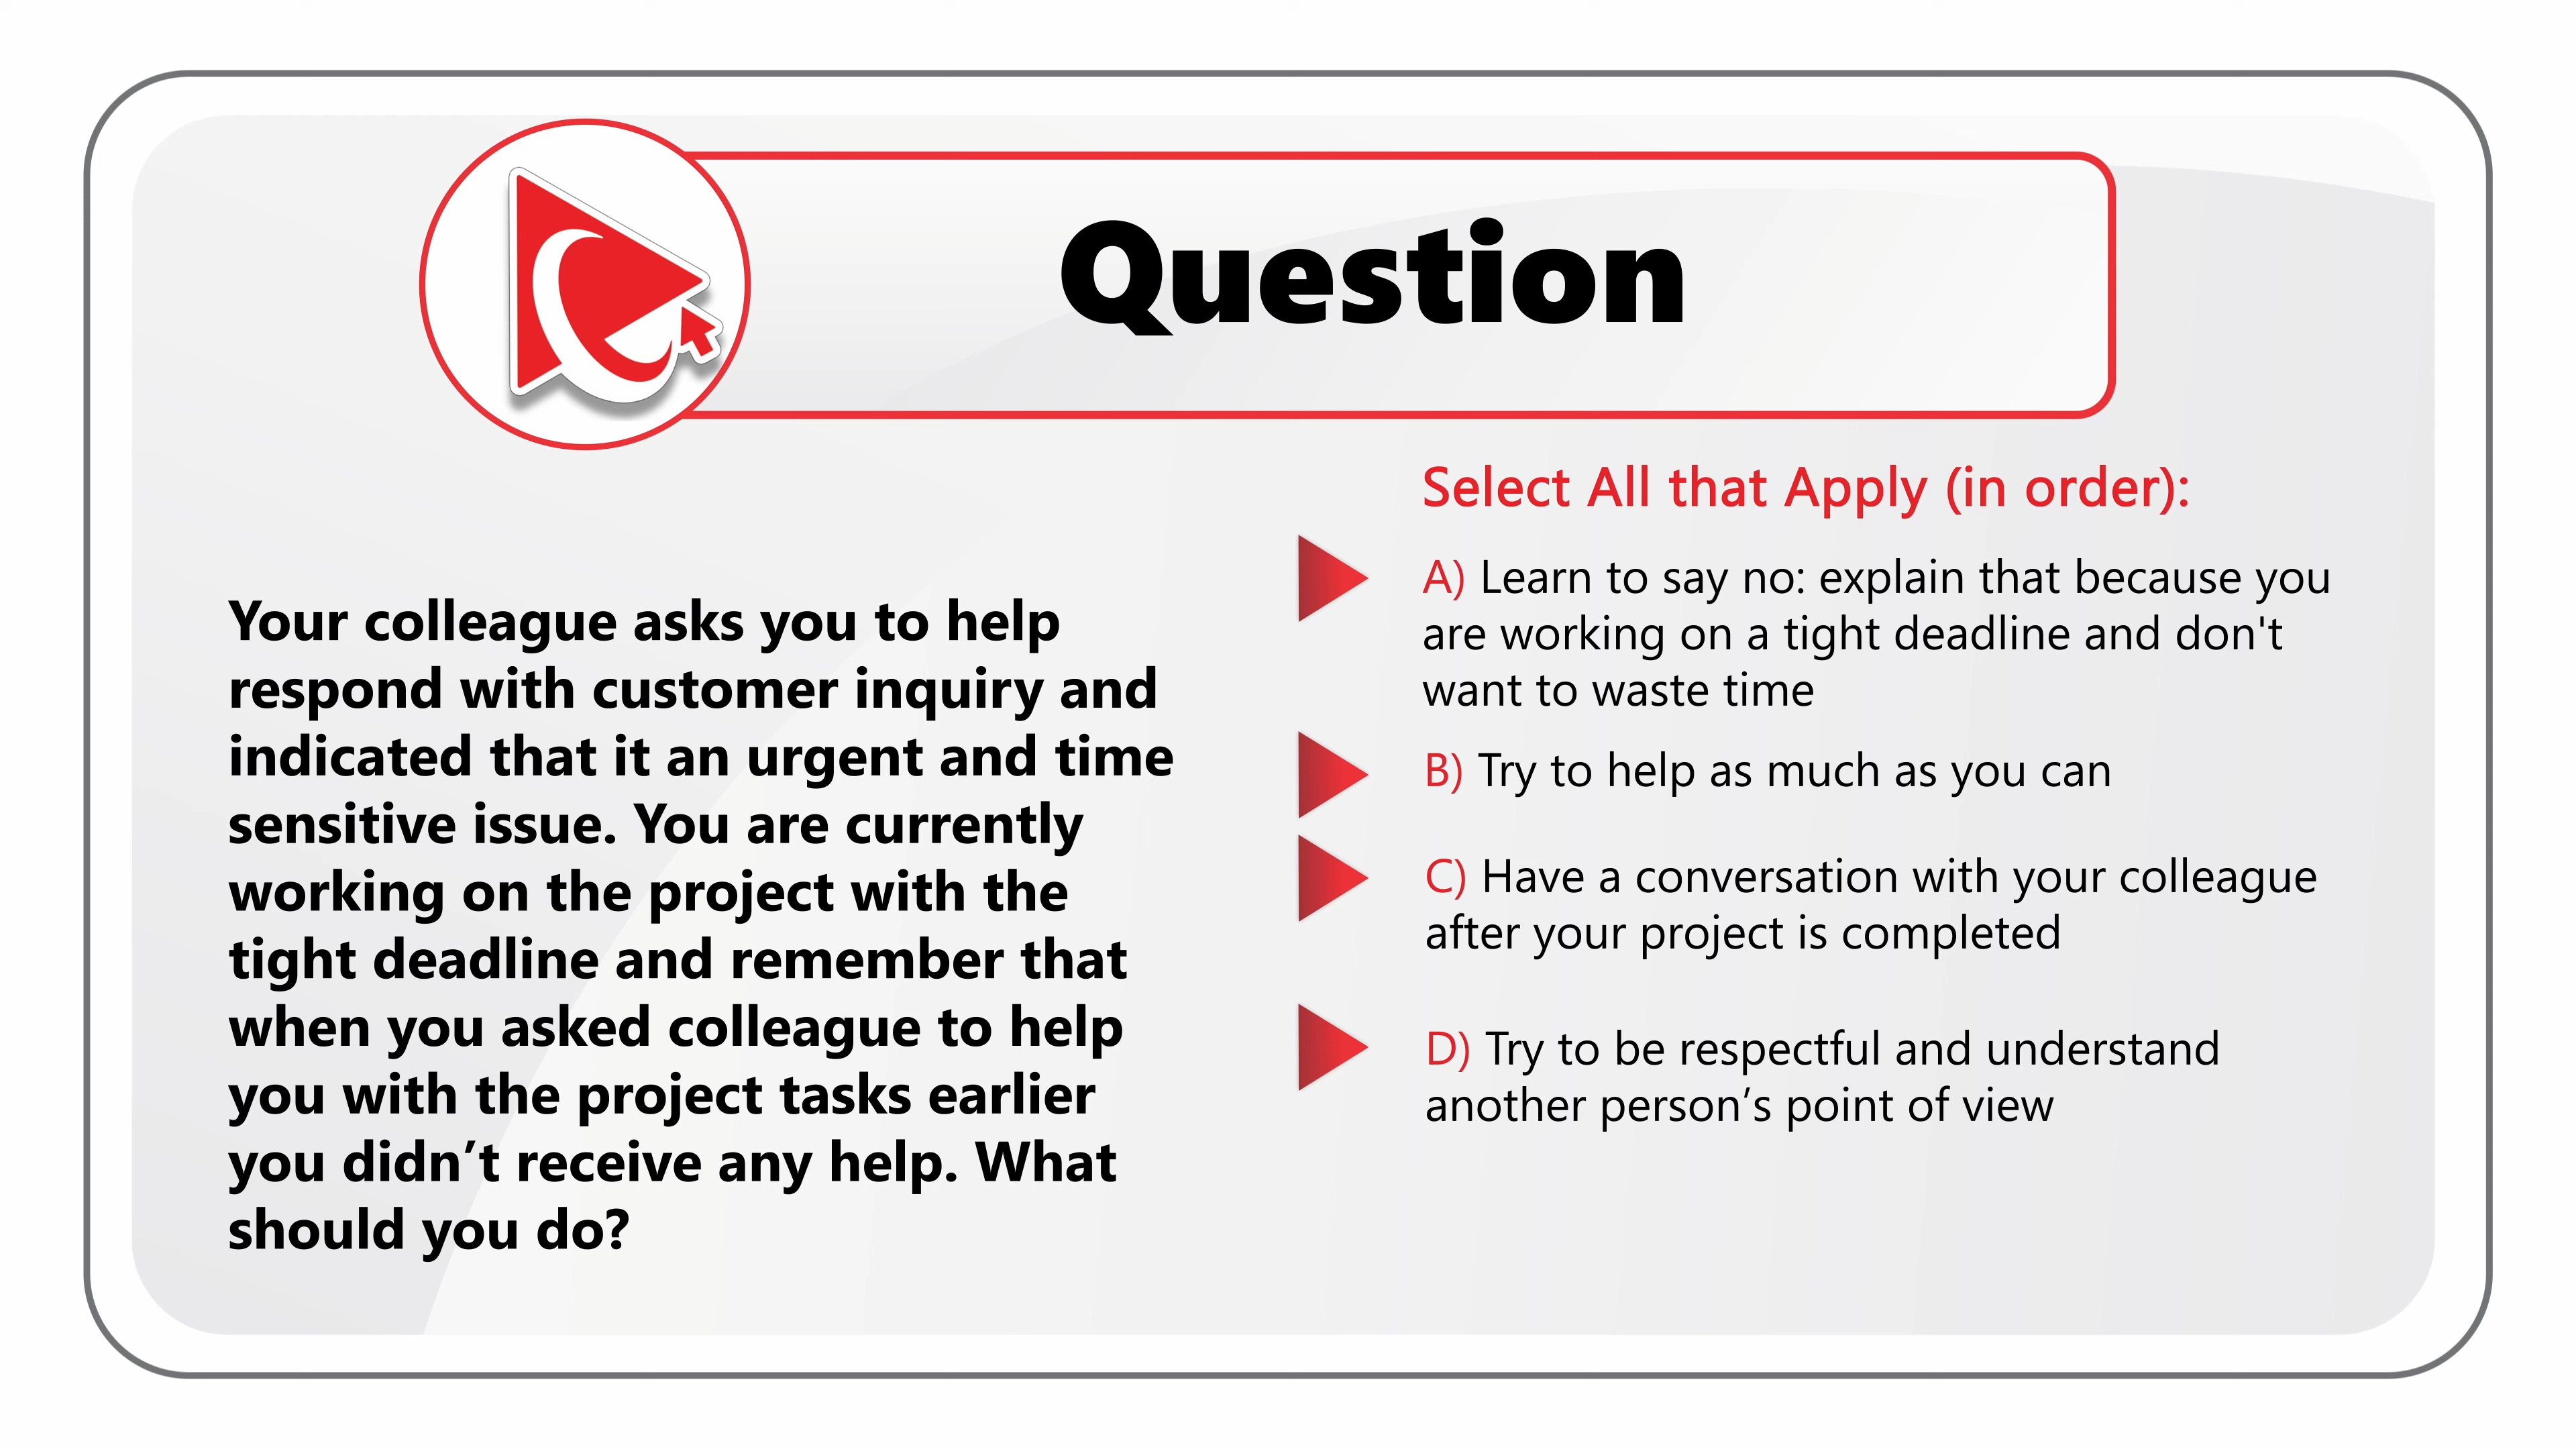 Question
Your colleague asks you to help
respond with customer inquiry and
indicated that it an urgent and time
sensitive issue. You are currently
working on the project with the
tight deadline and remember that
when you asked colleague to help
you with the project tasks earlier
you didn’t receive any help. What
should you do?
Select All that Apply (in order):
A) Learn to say no: explain that because you
are working on a tight deadline and don't
want to waste time
B) Try to help as much as you can
C) Have a conversation with your colleague
after your project is completed
D) Try to be respectful and understand
another person’s point of view